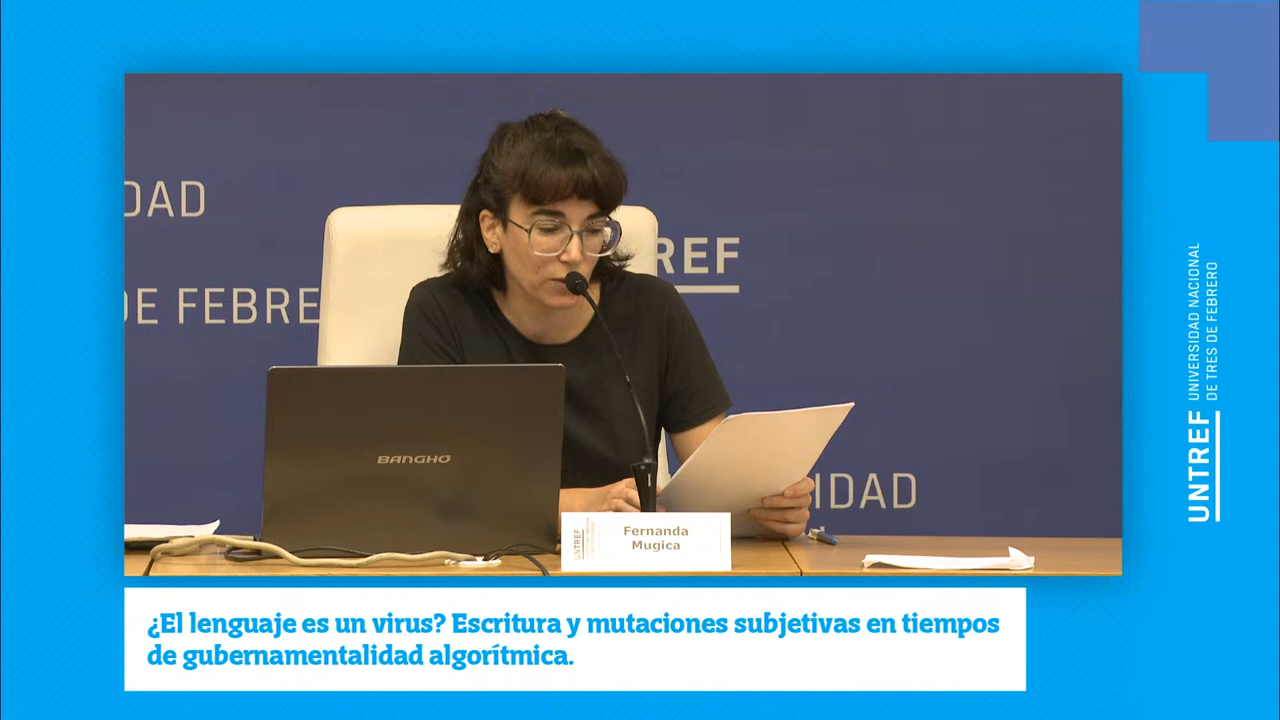 DAD
DE FEBRE
REF
IDAD
BANGHO
UNTREF
Fernanda
Mugica
¿El lenguaje es un virus? Escritura y mutaciones subjetivas en tiempos
de gubernamentalidad algorítmica.
UNTREF
UNIVERSIDAD NACIONAL
DE TRES DE FEBRERO